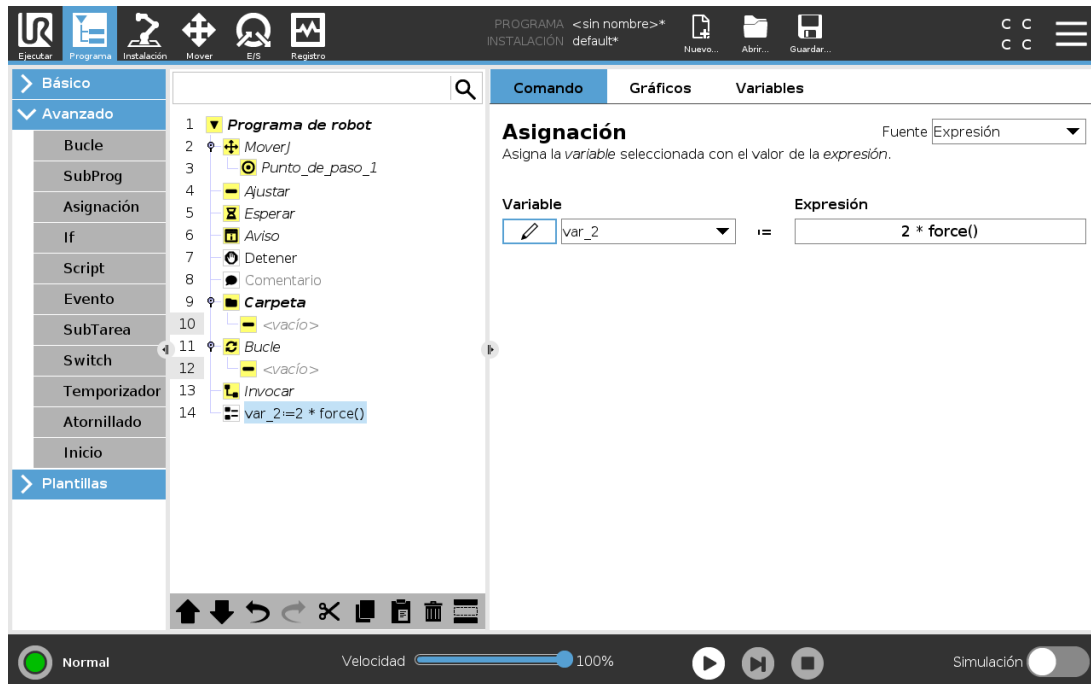 PROGRAMA <sin nombre>*
INSTALACIÓN default*
C C
C C
Ejecutar Programa Instalación Mover E/S Registro Nuevo... Abrir... Guardar...
Básico
Avanzado
Bucle
SubProg
Asignación
If
Script
Evento
SubTarea
Switch
Temporizador
Atornillado
Inicio
Plantillas
1 Programa de robot
2 MoverJ
3 Punto_de_paso_1
4 Ajustar
5 Esperar
6 Aviso
7 Detener
8 Comentario
9 Carpeta
10 <vacío>
11 Bucle
12 <vacío>
13 Invocar
14 var_2≔2 * force()
Comando Gráficos Variables
Asignación
Fuente Expresión
Asigna la variable seleccionada con el valor de la expresión.
Variable Expresión
var_2 ≔ 2 * force()
Normal Velocidad 100% Simulación